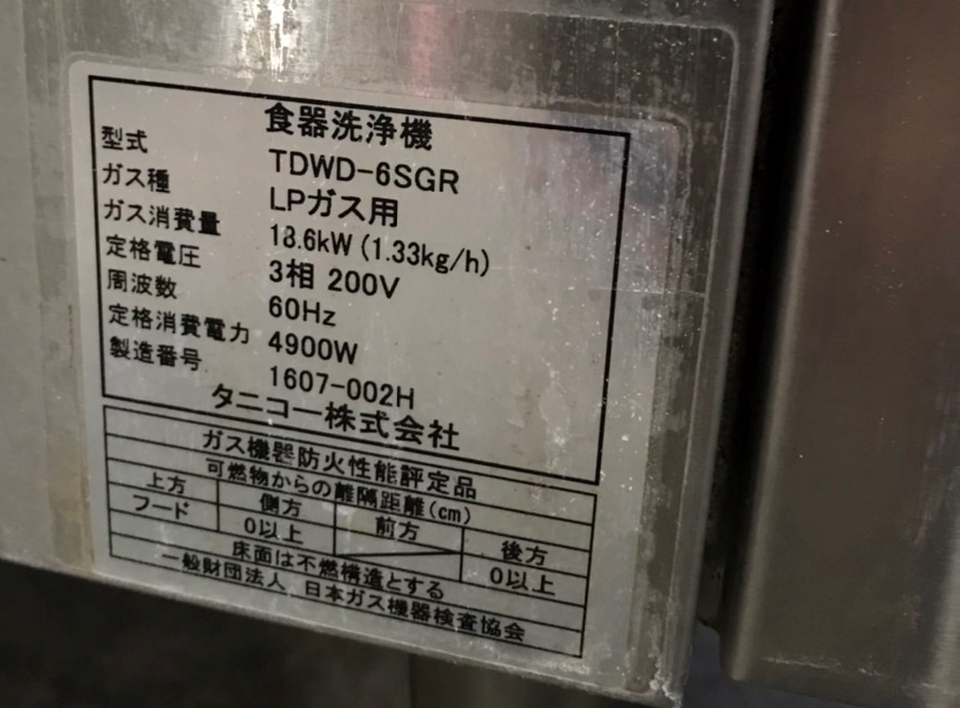 食器洗浄機
型式 TDWD-6SGR
ガス種 LPガス用
ガス消費量 18.6kW (1.33kg/h)
定格電圧 3相 200V
周波数 60Hz
定格消費電力 4900W
製造番号 1607-002H
タニコー株式会社
ガス機器防火性能評定品
可燃物からの離隔距離(cm)
上方 側方 前方 後方
フード 0以上 0以上
床面は不燃構造とする
一般財団法人 日本ガス機器検査協会